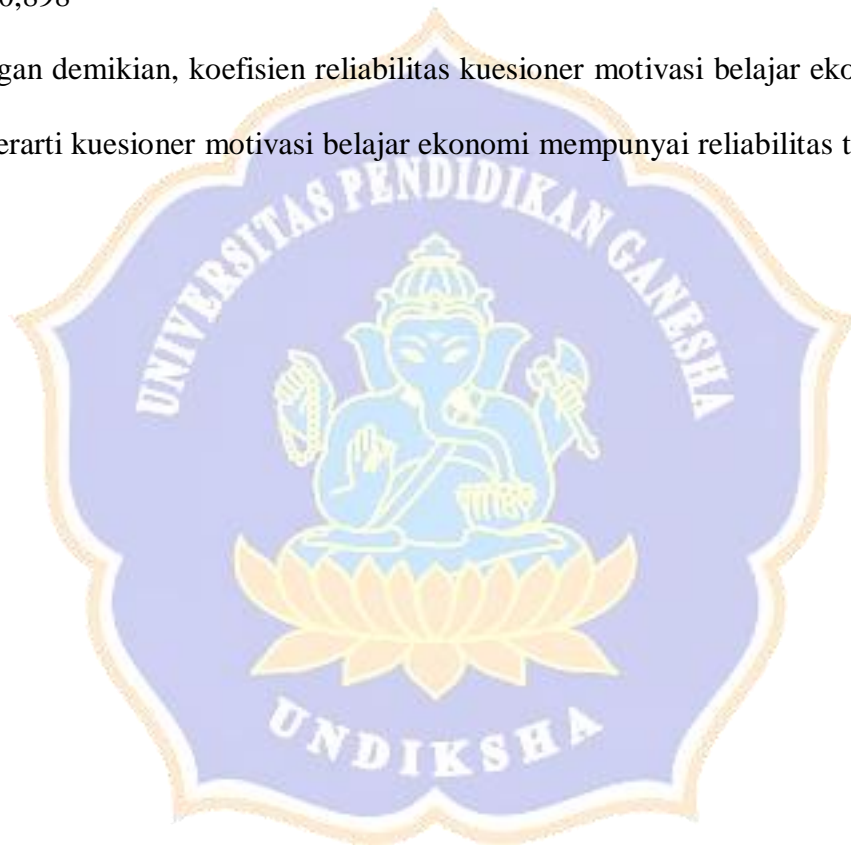 0,898
gan demikian, koefisien reliabilitas kuesioner motivasi belajar eko
erarti kuesioner motivasi belajar ekonomi mempunyai reliabilitas t
UNIVERSITAS PENDIDIKAN GANESHA
UNDIKSHA